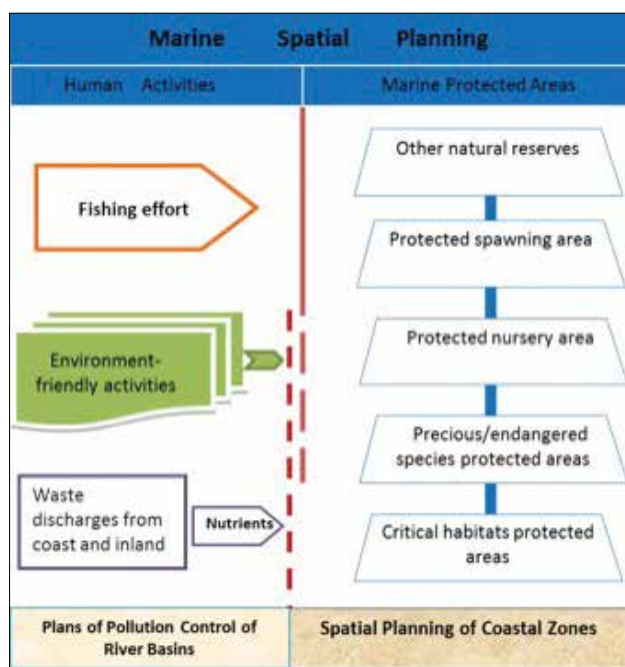 Marine Spatial Planning
Human Activities
Marine Protected Areas
Fishing effort
Environment-
friendly activities
Waste
discharges from
coast and inland
Nutrients
Other natural reserves
Protected spawning area
Protected nursery area
Precious/endangered
species protected areas
Critical habitats protected
areas
Plans of Pollution Control of
River Basins
Spatial Planning of Coastal Zones